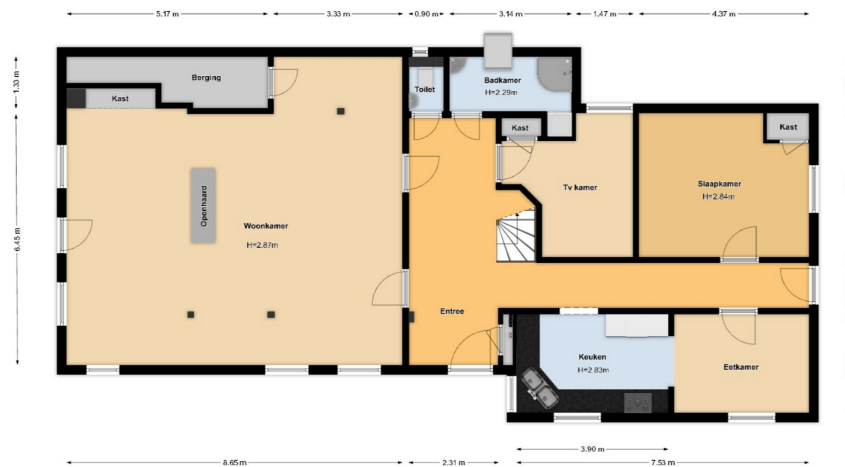 5.17 m
3.33 m
0.90 m
3.14 m
1.47 m
4.37 m
1.33 m
6.45 m
Berging
Kast
Toilet
Badkamer
H=2.29m
Kast
Kast
Tv kamer
Slaapkamer
H=2.84m
Openhaard
Woonkamer
H=2.87m
Entree
Keuken
H=2.83m
Eetkamer
3.90 m
8.65 m
2.31 m
7.53 m